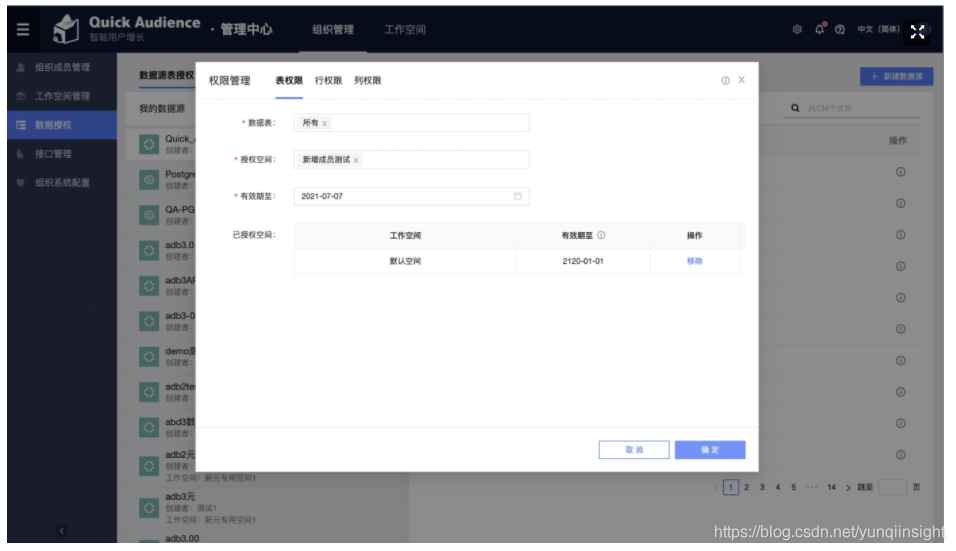 Quick Audience
智能用户增长
· 管理中心
组织管理
工作空间
中文 (简体)
组织成员管理
工作空间管理
数据授权
接口管理
组织系统配置
数据源表授权
+ 新建数据源
我的数据源
共136个文件
操作
Quick_
创建者:
Postgre
创建者:
QA-PG
创建者:
adb3.0
创建者:
adb3AF
创建者:
adb3-0
创建者:
demo源
创建者:
adb2te
创建者:
abd3数
创建者:
adb2元
创建者:
工作空间: 新元专用空间1
adb3元
创建者: 测试1
工作空间: 新元专用空间1
adb3.00
权限管理
表权限
行权限
列权限
* 数据表:
所有 ×
* 授权空间:
新增成员测试 ×
* 有效期至:
2021-07-07
已授权空间:
工作空间 有效期至 操作
默认空间 2120-01-01 移除
取消
确定
< 1 2 3 4 5 ··· 14 > 跳至 页
https://blog.csdn.net/yunqiinsight